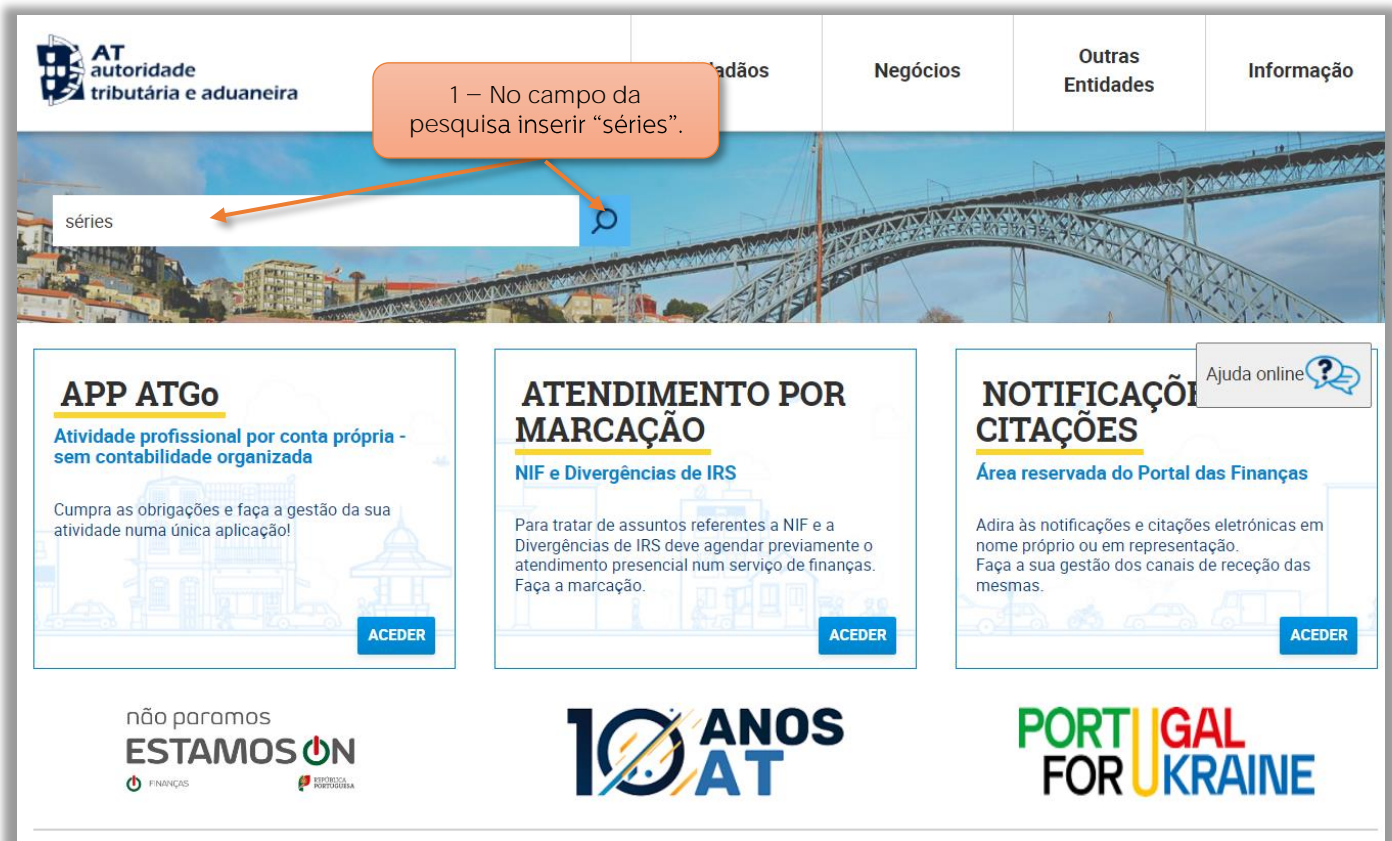 AT
autoridade
tributária e aduaneira
dadãos
Negócios
Outras
Entidades
Informação
1 – No campo da
pesquisa inserir “séries”.
séries
Ajuda online
APP ATGo
Atividade profissional por conta própria -
sem contabilidade organizada
Cumpra as obrigações e faça a gestão da sua
atividade numa única aplicação!
ACEDER
ATENDIMENTO POR
MARCAÇÃO
NIF e Divergências de IRS
Para tratar de assuntos referentes a NIF e a
Divergências de IRS deve agendar previamente o
atendimento presencial num serviço de finanças.
Faça a marcação.
ACEDER
NOTIFICAÇÕE
CITAÇÕES
Área reservada do Portal das Finanças
Adira às notificações e citações eletrónicas em
nome próprio ou em representação.
Faça a sua gestão dos canais de receção das
mesmas.
ACEDER
não paramos
ESTAMOS ON
FINANÇAS
REPÚBLICA
PORTUGUESA
10 ANOS
AT
PORTUGAL
FOR UKRAINE